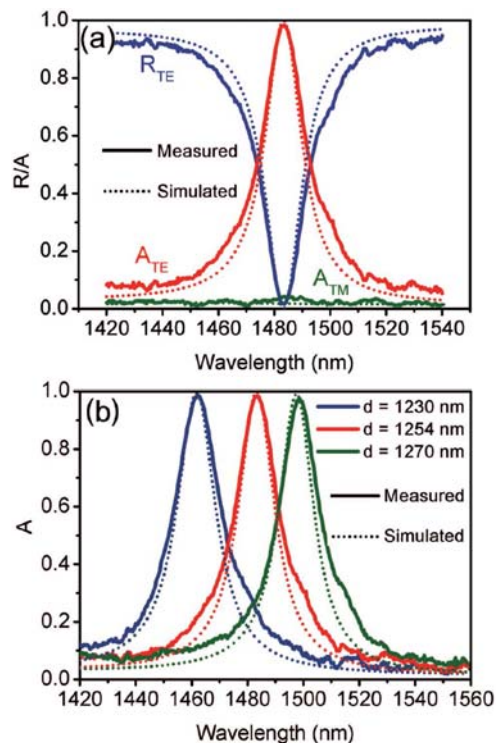 (a)
1.0
0.8
0.6
0.4
0.2
0.0
R/A
R_TE
Measured
Simulated
A_TE
A_TM
1420 1440 1460 1480 1500 1520 1540
Wavelength (nm)
(b)
1.0
0.8
0.6
0.4
0.2
0.0
A
d = 1230 nm
d = 1254 nm
d = 1270 nm
Measured
Simulated
1420 1440 1460 1480 1500 1520 1540 1560
Wavelength (nm)